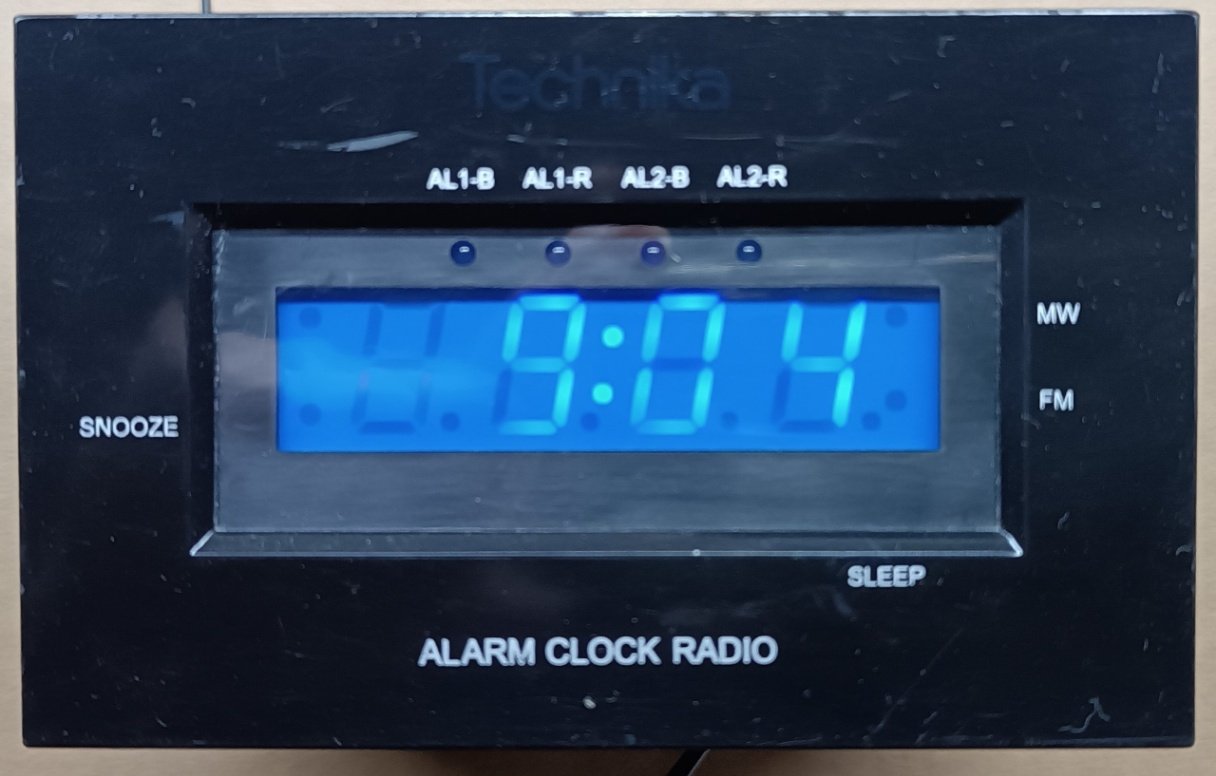 Technika
AL1-B AL1-R AL2-B AL2-R
9:04
MW
FM
SNOOZE
SLEEP
ALARM CLOCK RADIO